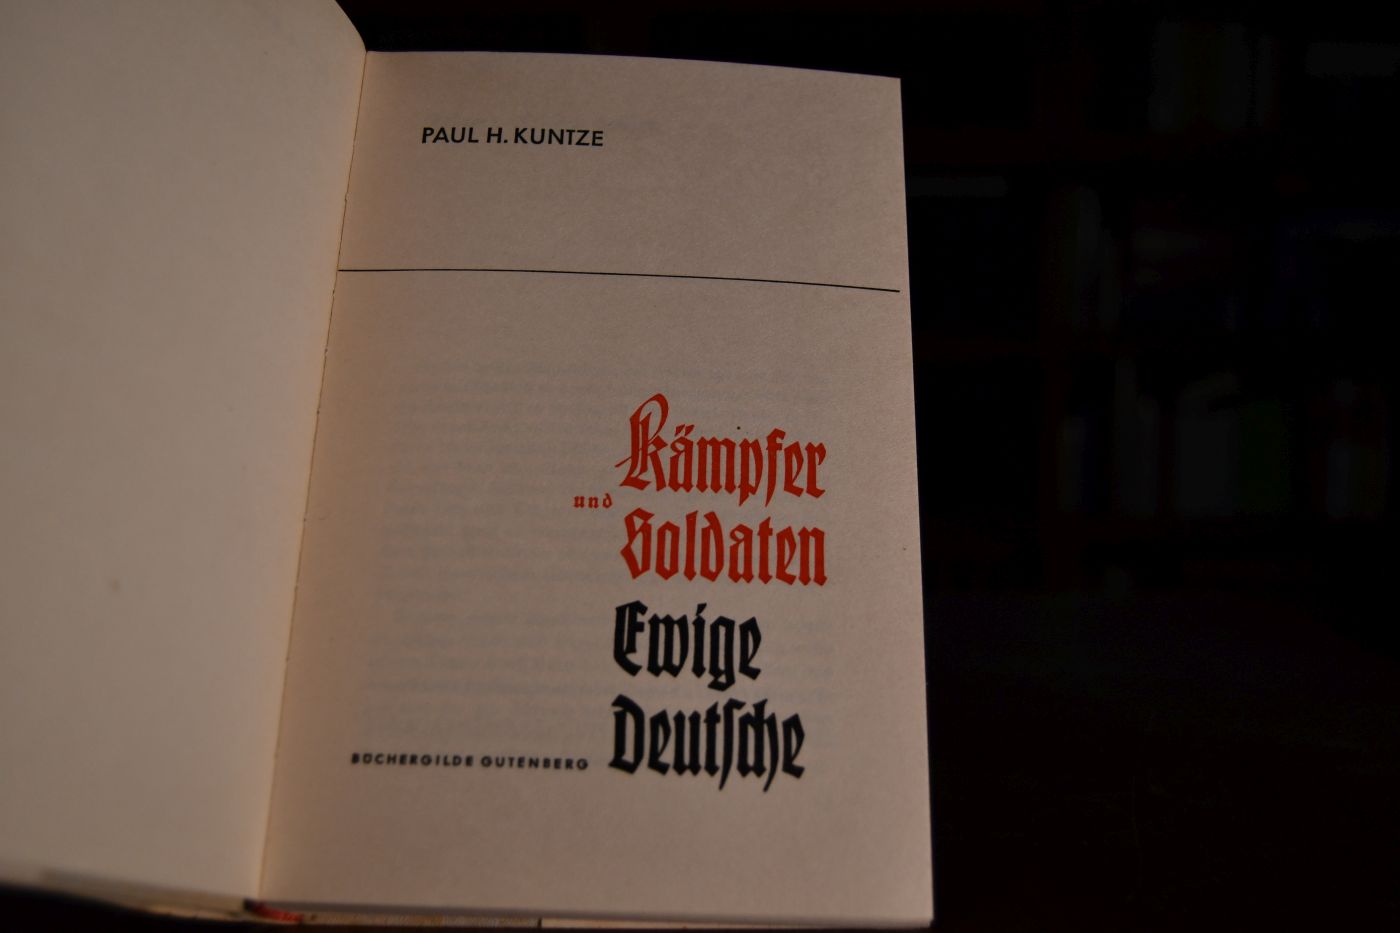 PAUL H. KUNTZE
Kämpfer
und
Soldaten
Ewige
Deutſche
BÜCHERGILDE GUTENBERG